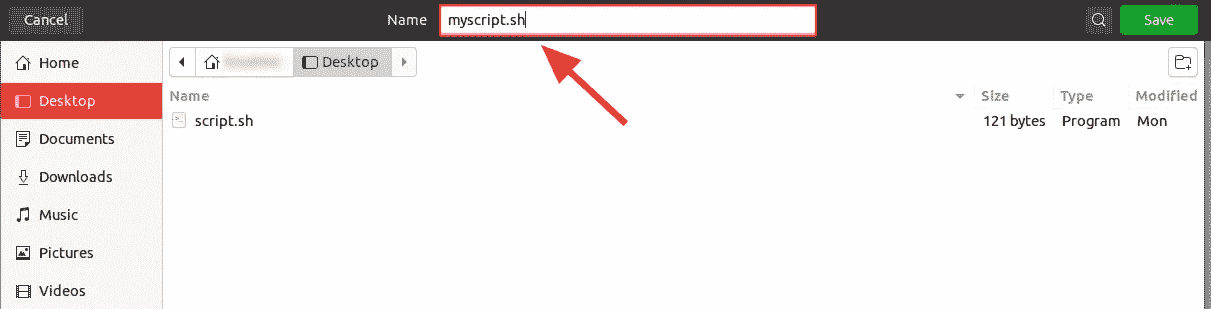 Cancel Name myscript.sh Save
Home
Desktop
Documents
Downloads
Music
Pictures
Videos
Desktop
Name Size Type Modified
script.sh 121 bytes Program Mon